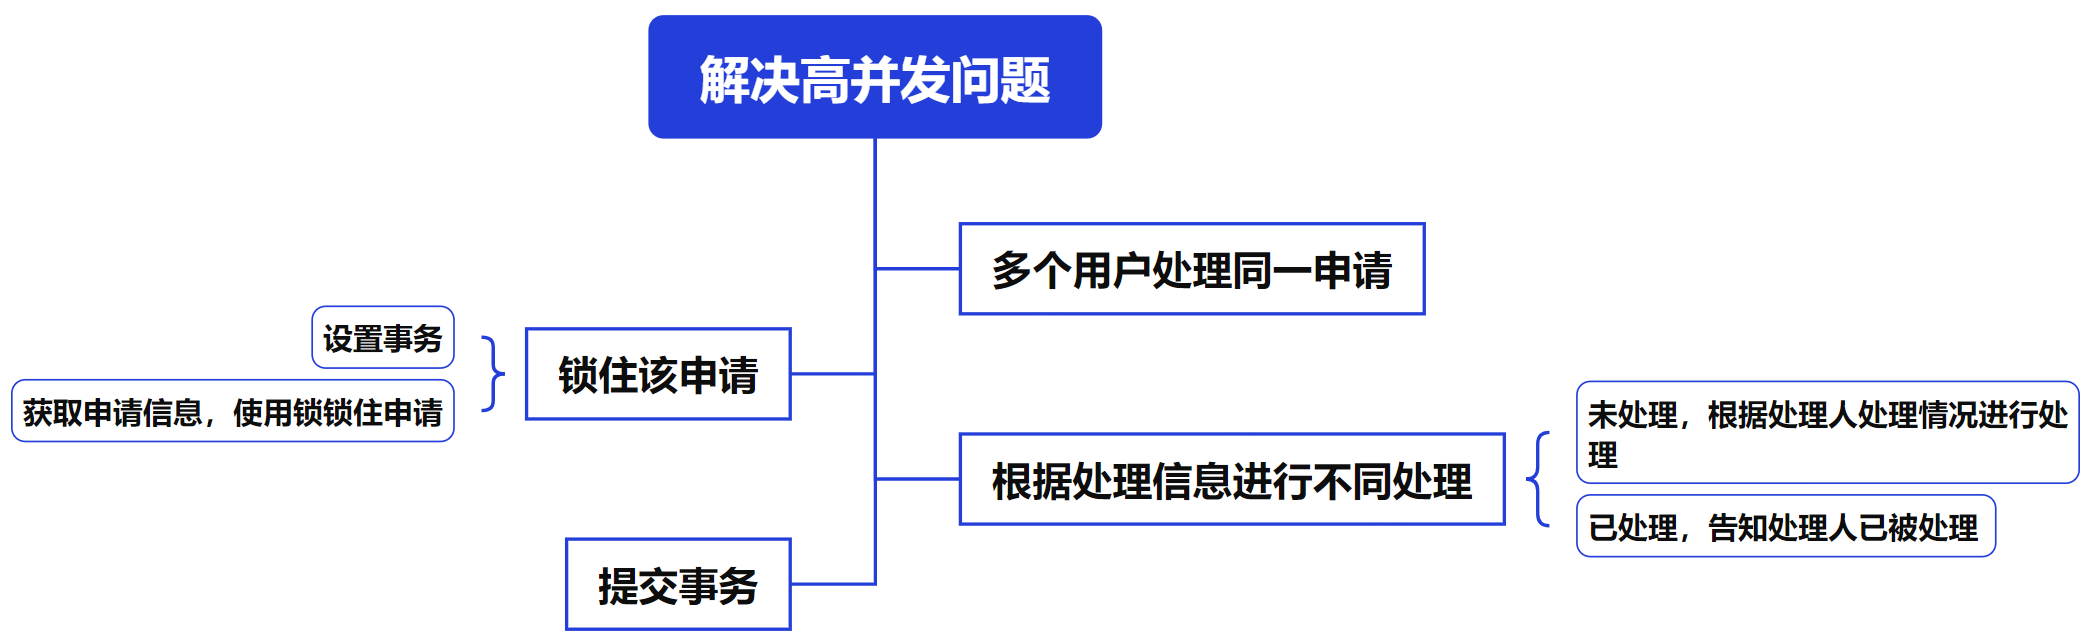 解决高并发问题
多个用户处理同一申请
设置事务
获取申请信息，使用锁锁住申请
锁住该申请
根据处理信息进行不同处理
未处理，根据处理人处理情况进行处
理
已处理，告知处理人已被处理
提交事务